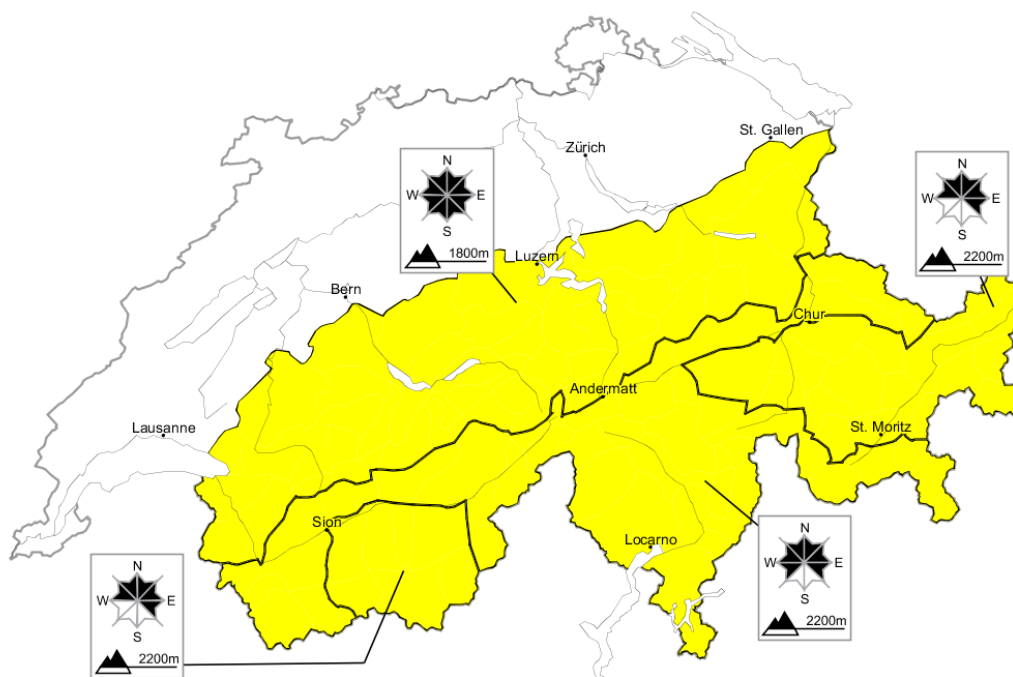 St. Gallen
Zürich
N
W E
S
1800m
N
W E
S
2200m
Luzern
Bern
Chur
Andermatt
Lausanne
St. Moritz
Sion
Locarno
N
W E
S
2200m
N
W E
S
2200m